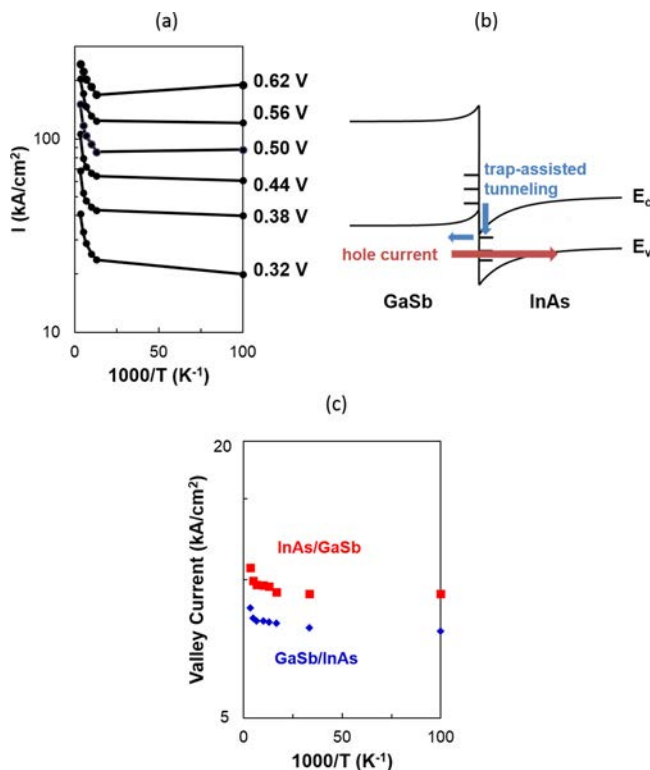 (a)
(b)
I (kA/cm²)
100
10
0.62 V
0.56 V
0.50 V
0.44 V
0.38 V
0.32 V
0
50
100
1000/T (K⁻¹)
trap-assisted
tunneling
hole current
GaSb
InAs
(c)
Valley Current (kA/cm²)
20
5
InAs/GaSb
GaSb/InAs
0
50
100
1000/T (K⁻¹)